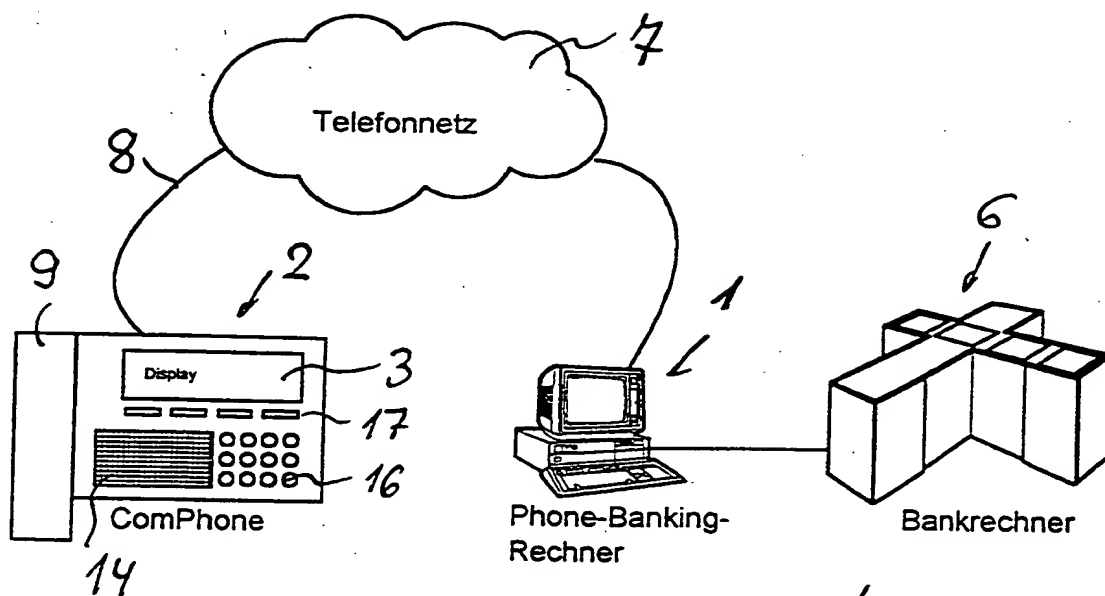 7
Telefonnetz
8
6
9
2
1
Display
3
17
16
ComPhone
Phone-Banking-
Rechner
Bankrechner
14